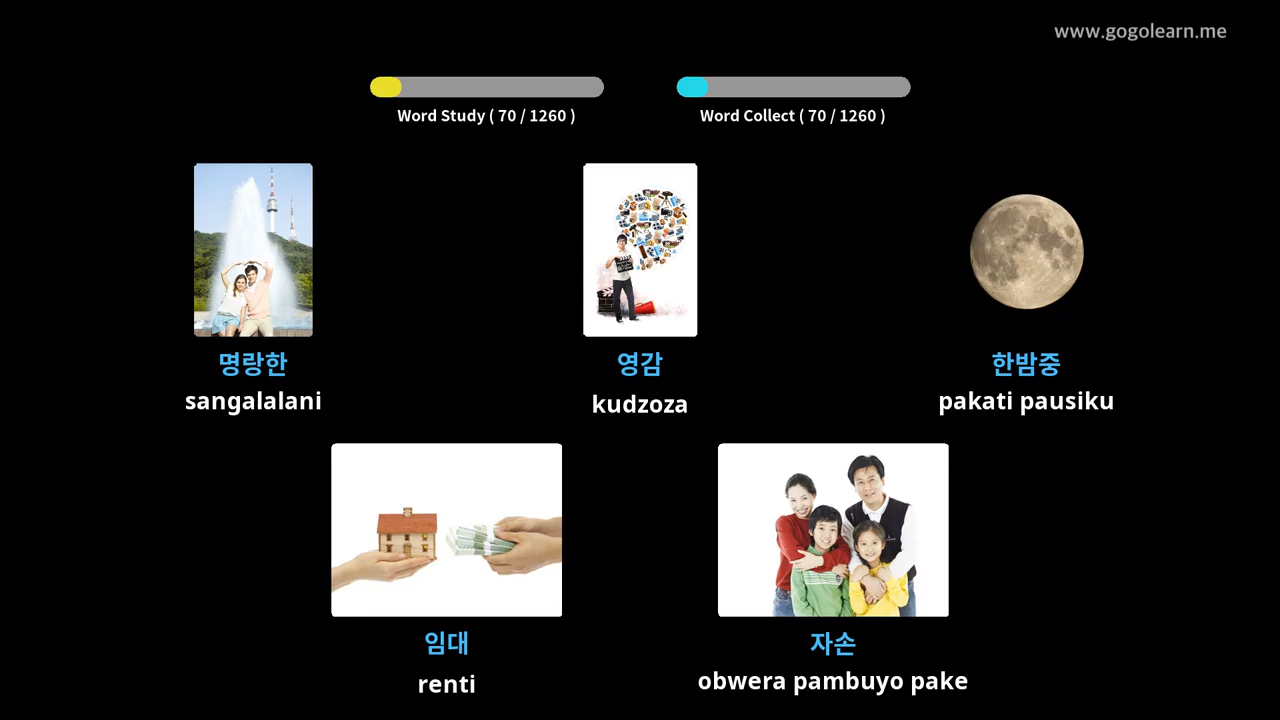 www.gogolearn.me
Word Study ( 70 / 1260 )
Word Collect ( 70 / 1260 )
명랑한
sangalalani
영감
kudzoza
한밤중
pakati pausiku
임대
renti
자손
obwera pambuyo pake